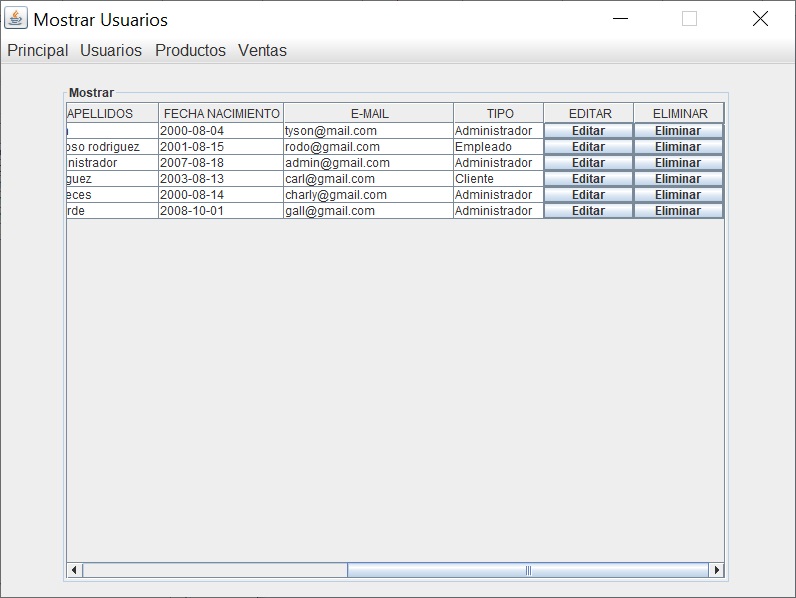 Mostrar Usuarios
Principal Usuarios Productos Ventas
Mostrar
APELLIDOS FECHA NACIMIENTO E-MAIL TIPO EDITAR ELIMINAR
2000-08-04 tyson@mail.com Administrador Editar Eliminar
oso rodriguez 2001-08-15 rodo@gmail.com Empleado Editar Eliminar
nistrador 2007-08-18 admin@gmail.com Administrador Editar Eliminar
guez 2003-08-13 carl@gmail.com Cliente Editar Eliminar
eces 2000-08-14 charly@gmail.com Administrador Editar Eliminar
rde 2008-10-01 gall@gmail.com Administrador Editar Eliminar